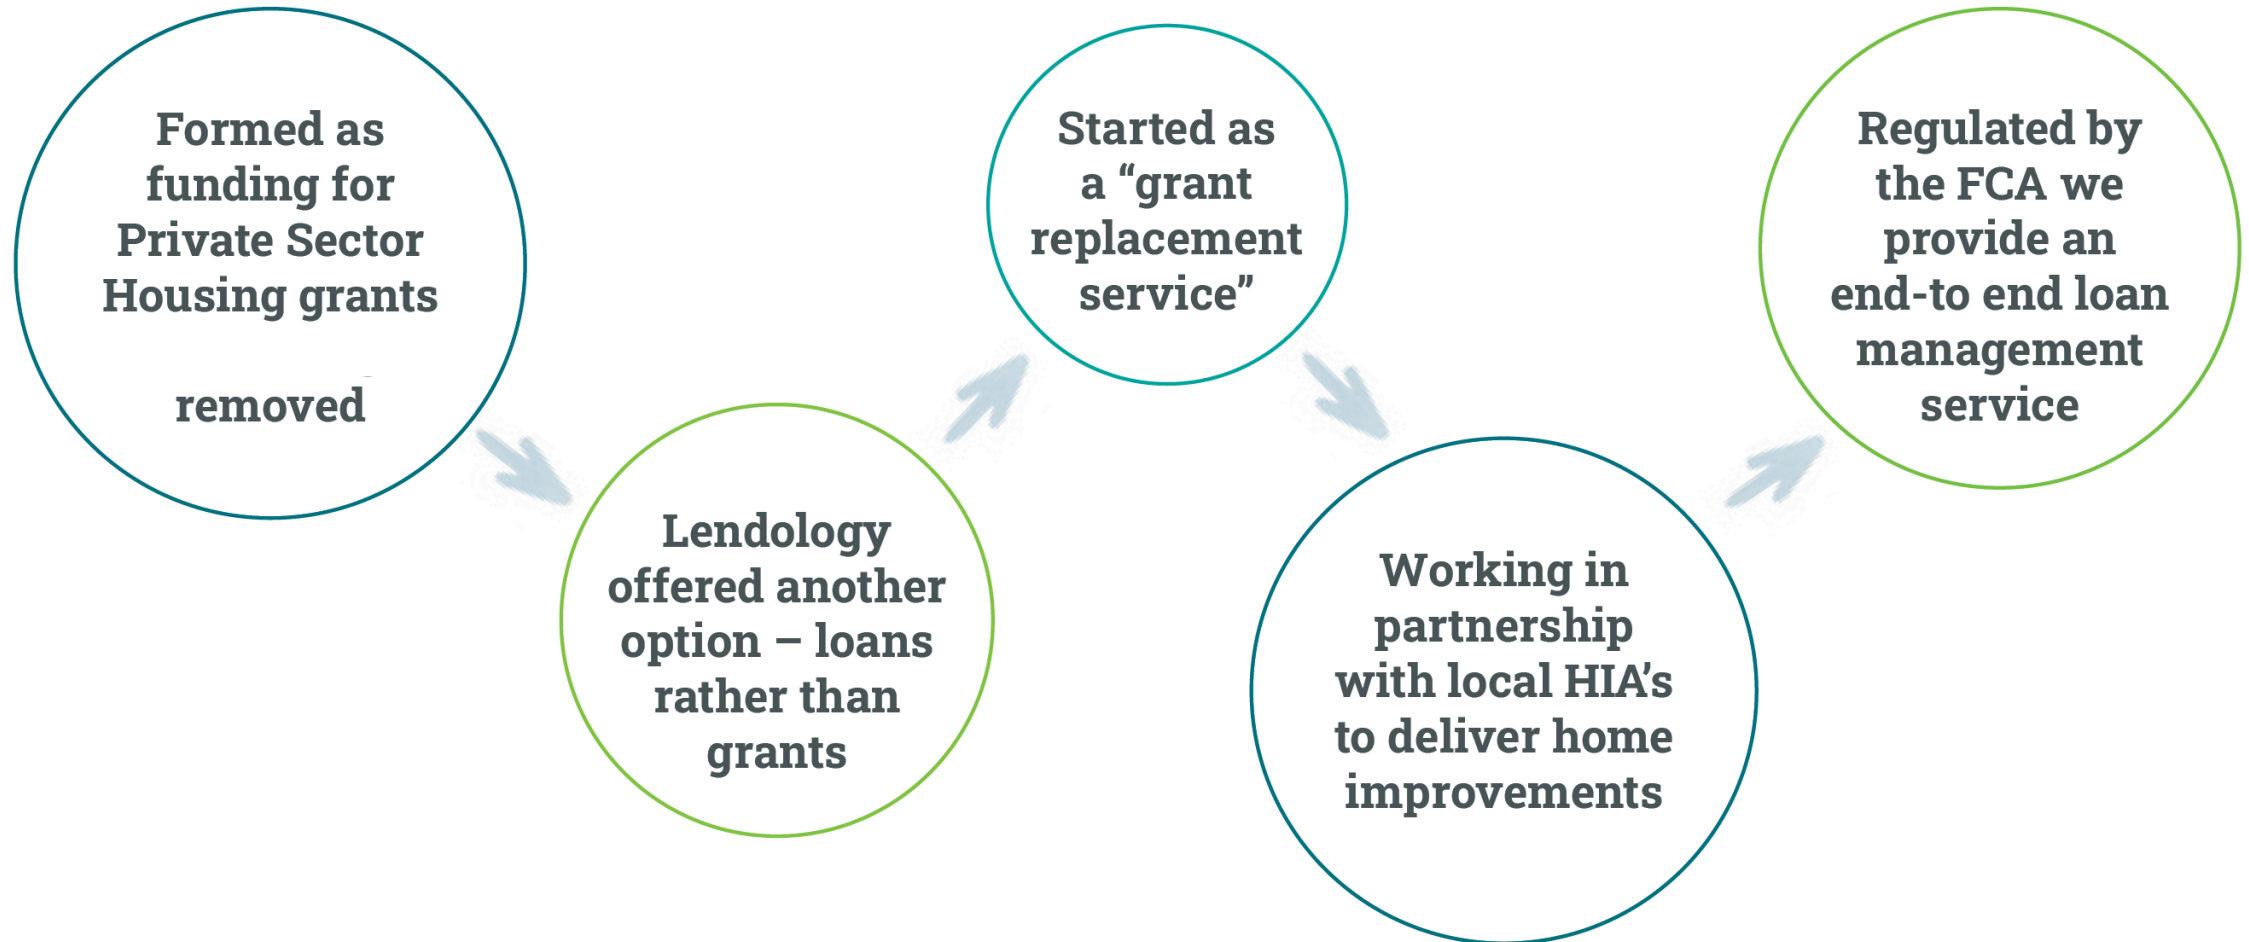 Formed as
funding for
Private Sector
Housing grants
removed
Lendology
offered another
option – loans
rather than
grants
Started as
a “grant
replacement
service”
Working in
partnership
with local HIA’s
to deliver home
improvements
Regulated by
the FCA we
provide an
end-to end loan
management
service